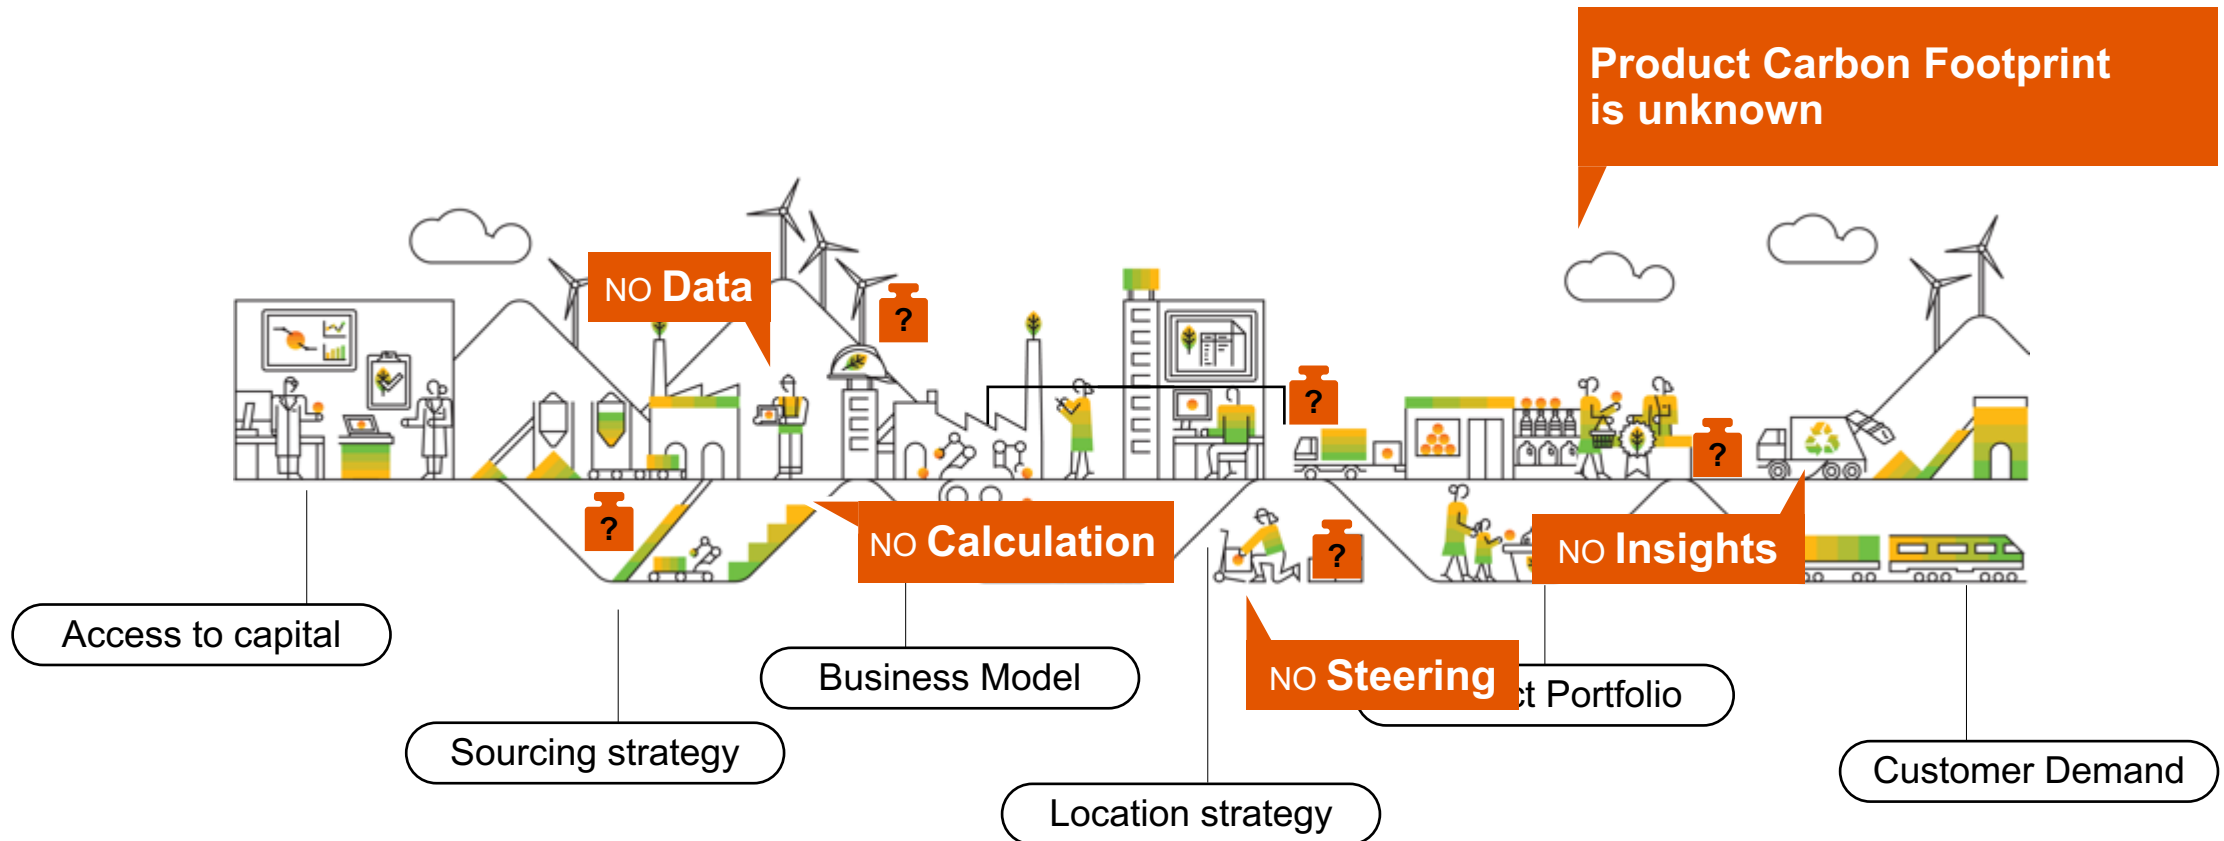 Product Carbon Footprint
is unknown
NO Data
?
?
?
?
NO Calculation
?
NO Insights
Access to capital
Business Model
NO Steering
Portfolio
Sourcing strategy
Customer Demand
Location strategy